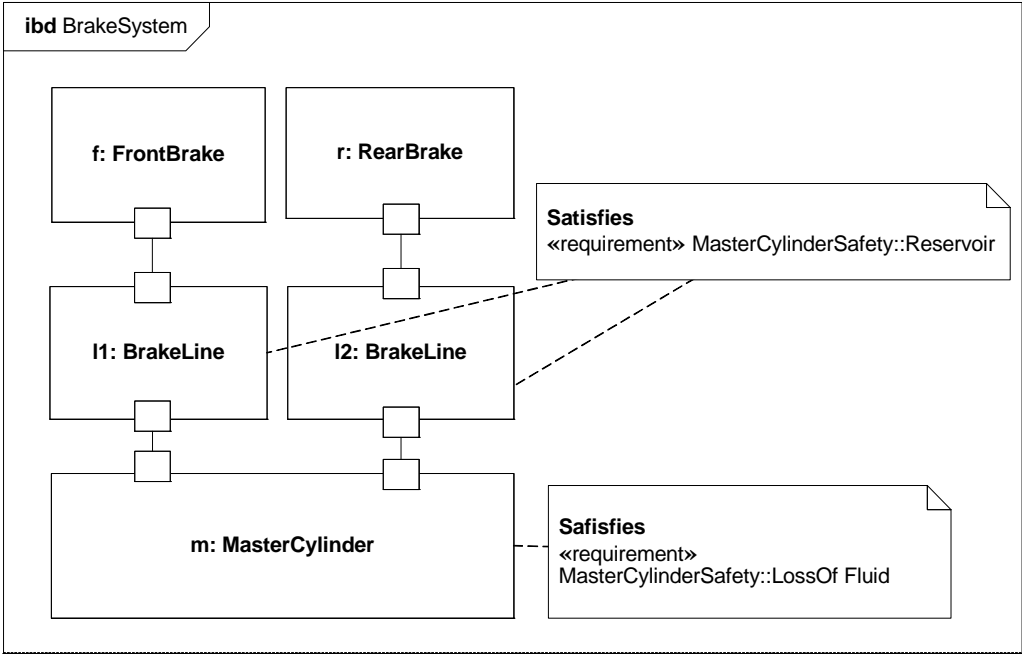 ibd BrakeSystem
f: FrontBrake
r: RearBrake
Satisfies
«requirement» MasterCylinderSafety::Reservoir
l1: BrakeLine
l2: BrakeLine
m: MasterCylinder
Safisfies
«requirement»
MasterCylinderSafety::LossOf Fluid